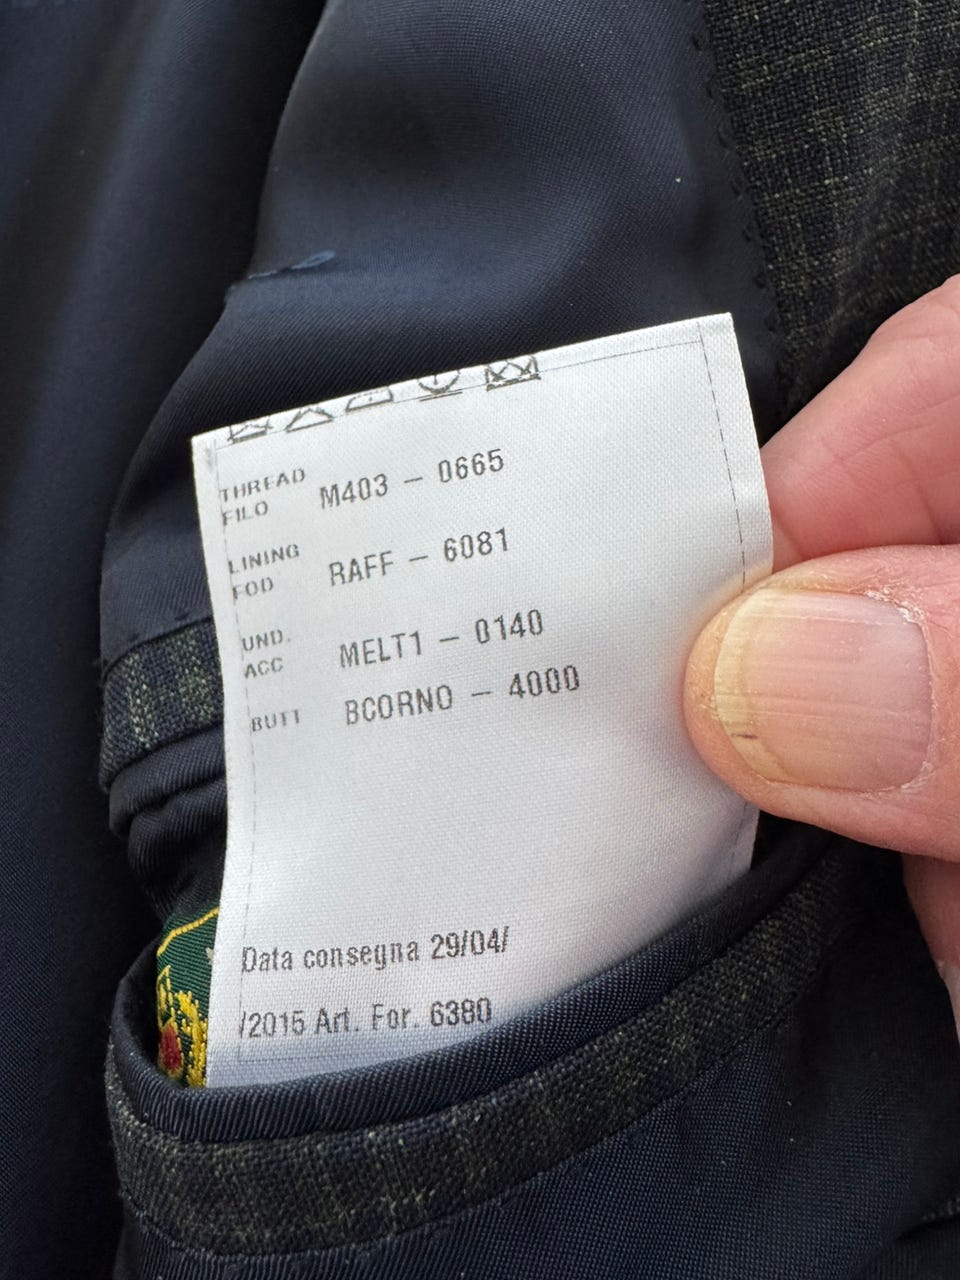 THREAD
FILO M403 - 0665
LINING
FOD RAFF - 6081
UND.
ACC MELT1 - 0140
BUTT BCORNO - 4000
Data consegna 29/04/
/2015 Art. For. 6380